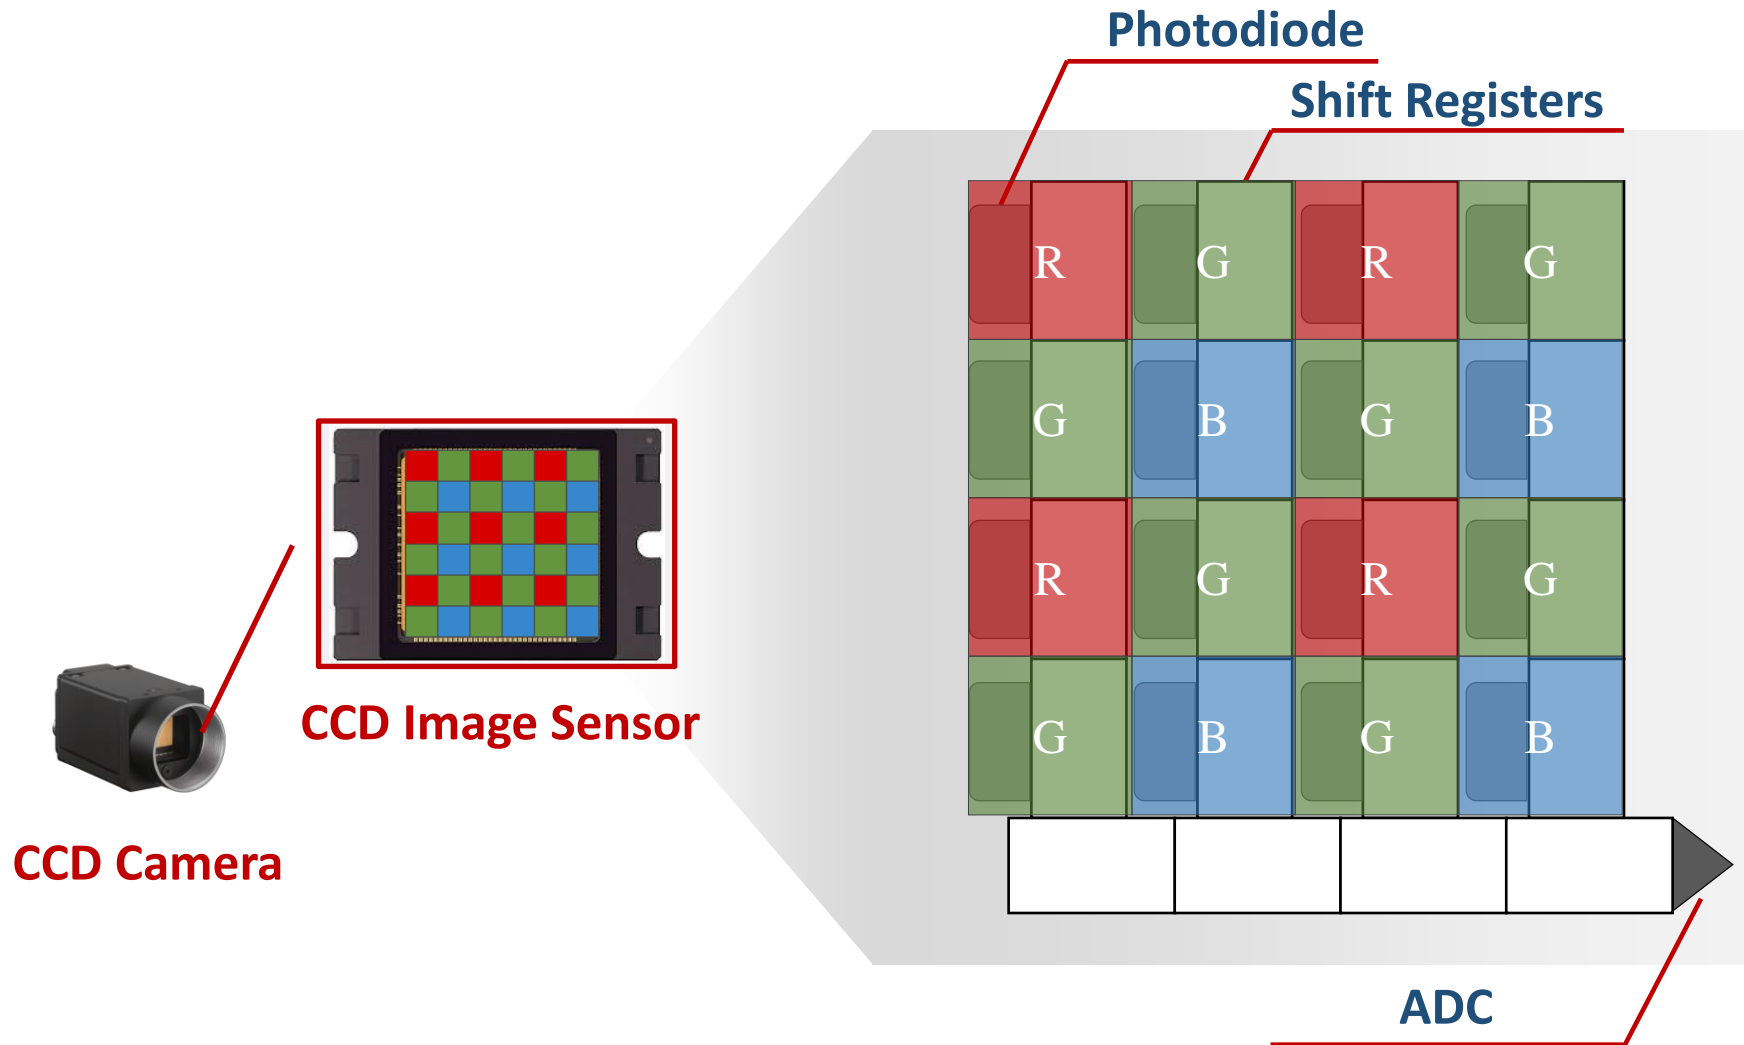 Photodiode
Shift Registers
R G R G
G B G B
R G R G
G B G B
CCD Image Sensor
CCD Camera
ADC